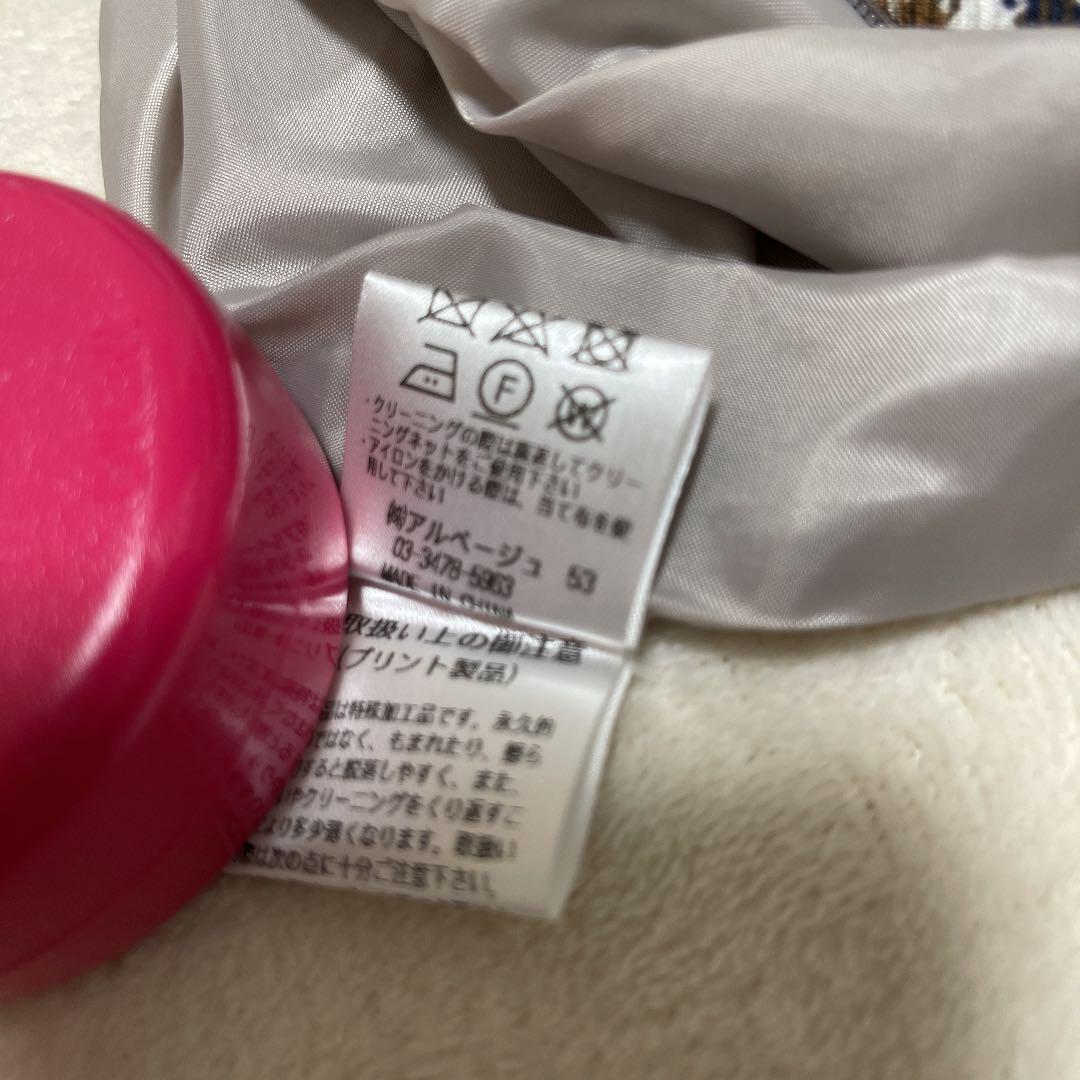 F
W
・クリーニングの際は裏返してクリー
ニングネットをご使用下さい
・アイロンをかける際は、当て布を使
用して下さい
㈱アルページュ 53
03-3478-5903
MADE IN CHINA
取扱い上の御注意
(プリント製品)
品は特殊加工品です。永久的
ではなく、もまれたり、擦ら
すると脱落しやすく、また、
やクリーニングをくり返すこ
より多少落くなります。取扱い
は次の点に十分ご注意下さい。